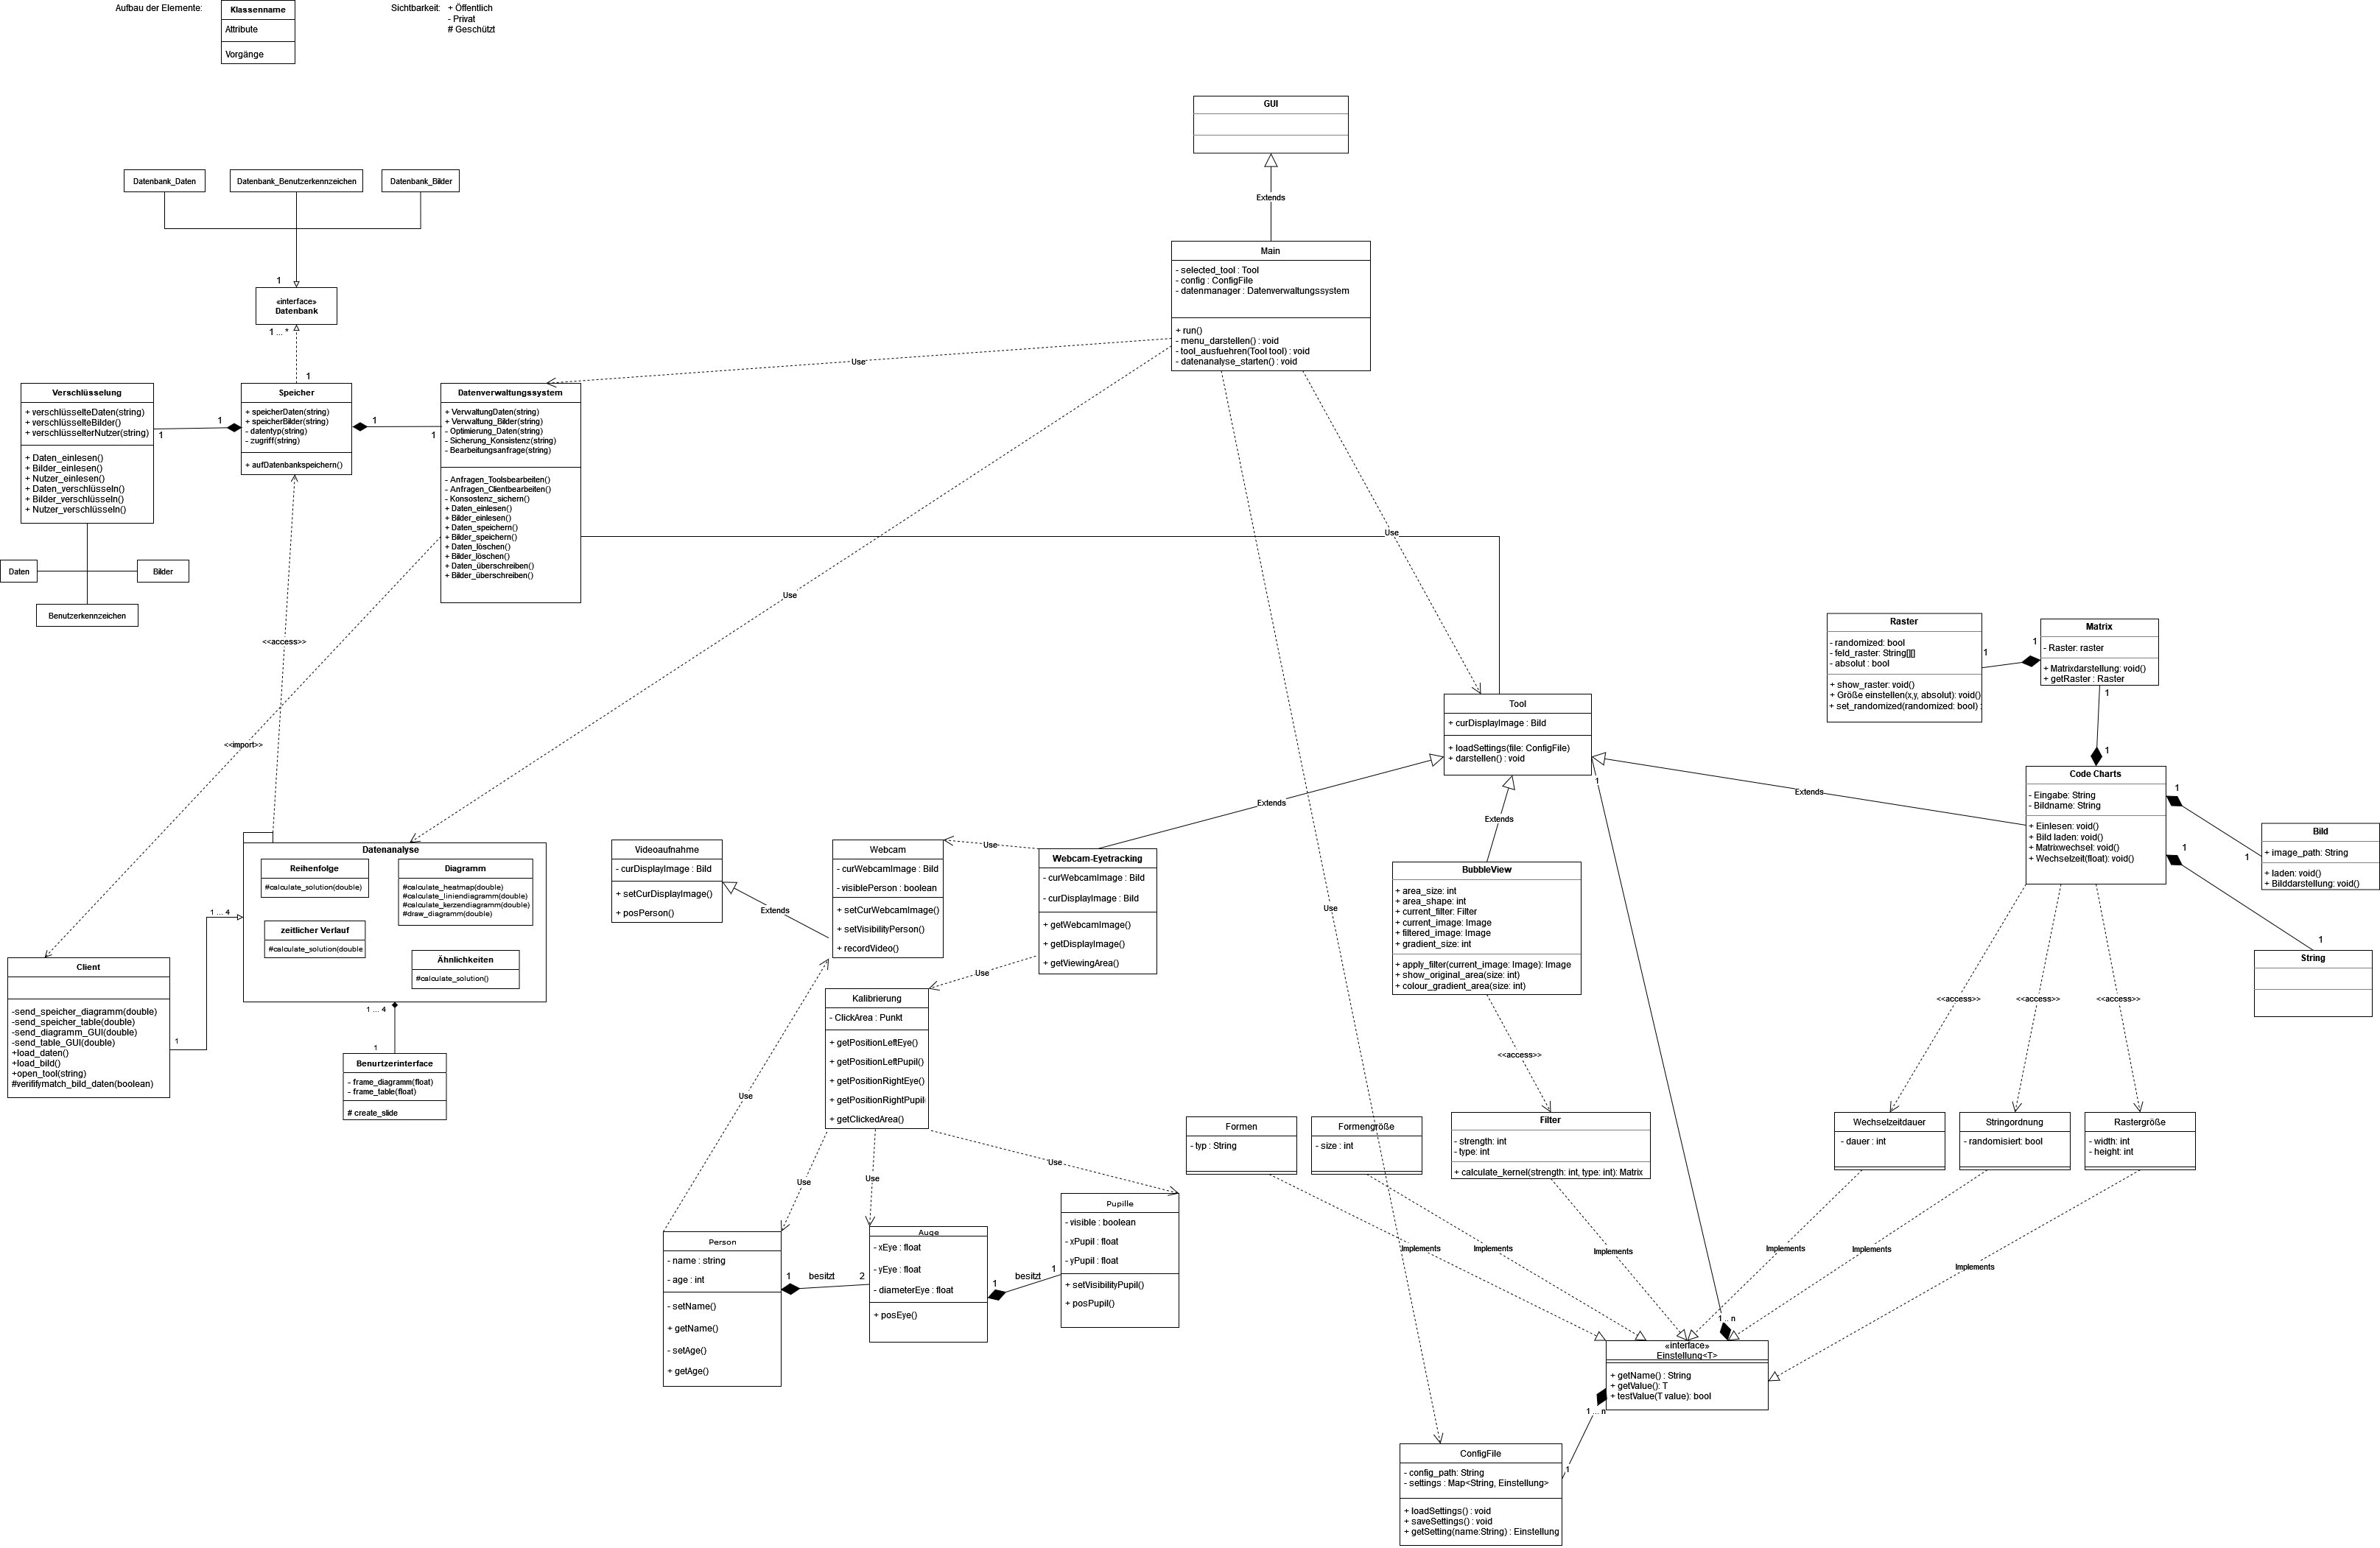 Aufbau der Elemente:
Klassenname
Attribute
Vorgänge
Sichtbarkeit:
+ Öffentlich
- Privat
# Geschützt
GUI
Extends
Main
- selected_tool : Tool
- config : ConfigFile
- datenmanager : Datenverwaltungssystem
+ run()
- menu_darstellen() : void
- tool_ausfuehren(Tool tool) : void
- datenanalyse_starten() : void
Use
Use
Use
Use
Datenbank_Daten
Datenbank_Benutzerkennzeichen
Datenbank_Bilder
1
«interface»
Datenbank
1 ... *
1
Verschlüsselung
+ verschlüsselteDaten(string)
+ verschlüsselteBilder()
+ verschlüsselterNutzer(string)
+ Daten_einlesen()
+ Bilder_einlesen()
+ Nutzer_einlesen()
+ Daten_verschlüsseln()
+ Bilder_verschlüsseln()
+ Nutzer_verschlüsseln()
1
1
Speicher
+ speicherDaten(string)
+ speicherBilder(string)
- datentyp(string)
- zugriff(string)
+ aufDatenbankspeichern()
1
1
Datenverwaltungssystem
+ VerwaltungDaten(string)
+ Verwaltung_Bilder(string)
- Optimierung_Daten(string)
- Sicherung_Konsistenz(string)
- Bearbeitungsanfrage(string)
- Anfragen_Toolsbearbeiten()
- Anfragen_Clientbearbeiten()
- Konsostenz_sichern()
+ Daten_einlesen()
+ Bilder_einlesen()
+ Daten_speichern()
+ Bilder_speichern()
+ Daten_löschen()
+ Bilder_löschen()
+ Daten_überschreiben()
+ Bilder_überschreiben()
Daten
Bilder
Benutzerkennzeichen
<<access>>
<<import>>
Datenanalyse
Reihenfolge
#calculate_solution(double)
Diagramm
#calculate_heatmap(double)
#calculate_liniendiagramm(double)
#calculate_kerzendiagramm(double)
#draw_diagramm(double)
zeitlicher Verlauf
#calculate_solution(double
Ähnlichkeiten
#calculate_solution()
1 ... 4
1 ... 4
1
1
Client
-send_speicher_diagramm(double)
-send_speicher_table(double)
-send_diagramm_GUI(double)
-send_table_GUI(double)
+load_daten()
+load_bild()
+open_tool(string)
#verififymatch_bild_daten(boolean)
Benurtzerinterface
- frame_diagramm(float)
- frame_table(float)
# create_slide
Tool
+ curDisplayImage : Bild
+ loadSettings(file: ConfigFile)
+ darstellen() : void
1
Extends
Extends
Extends
Raster
- randomized: bool
- feld_raster: String[][]
- absolut : bool
+ show_raster: void()
+ Größe einstellen(x,y, absolut): void()
+ set_randomized(randomized: bool) :
1
1
Matrix
- Raster: raster
+ Matrixdarstellung: void()
+ getRaster : Raster
1
1
Code Charts
- Eingabe: String
- Bildname: String
+ Einlesen: void()
+ Bild laden: void()
+ Matrixwechsel: void()
+ Wechselzeit(float): void()
1
1
1
1
Bild
+ image_path: String
+ laden: void()
+ Bilddarstellung: void()
String
Videoaufnahme
- curDisplayImage : Bild
+ setCurDisplayImage()
+ posPerson()
Extends
Webcam
- curWebcamImage : Bild
- visiblePerson : boolean
+ setCurWebcamImage()
+ setVisibilityPerson()
+ recordVideo()
Use
Webcam-Eyetracking
- curWebcamImage : Bild
- curDisplayImage : Bild
+ getWebcamImage()
+ getDisplayImage()
+ getViewingArea()
Use
BubbleView
+ area_size: int
+ area_shape: int
+ current_filter: Filter
+ current_image: Image
+ filtered_image: Image
+ gradient_size: int
+ apply_filter(current_image: Image): Image
+ show_original_area(size: int)
+ colour_gradient_area(size: int)
Kalibrierung
- ClickArea : Punkt
+ getPositionLeftEye()
+ getPositionLeftPupil()
+ getPositionRightEye()
+ getPositionRightPupil
+ getClickedArea()
Use
Use
Use
Use
<<access>>
<<access>>
<<access>>
<<access>>
Formen
- typ : String
Formengröße
- size : int
Filter
- strength: int
- type: int
+ calculate_kernel(strength: int, type: int): Matrix
Wechselzeitdauer
- dauer : int
Stringordnung
- randomisiert: bool
Rastergröße
- width: int
- height: int
Person
- name : string
- age : int
- setName()
+ getName()
- setAge()
+ getAge()
1
besitzt
2
Auge
- xEye : float
- yEye : float
- diameterEye : float
+ posEye()
1
besitzt
1
Pupille
- visible : boolean
- xPupil : float
- yPupil : float
+ setVisibilityPupil()
+ posPupil()
Implements
Implements
Implements
Implements
Implements
Implements
1 .. n
«interface»
Einstellung<T>
+ getName() : String
+ getValue(): T
+ testValue(T value): bool
1 ... n
1
ConfigFile
- config_path: String
- settings : Map<String, Einstellung>
+ loadSettings() : void
+ saveSettings() : void
+ getSetting(name:String) : Einstellung